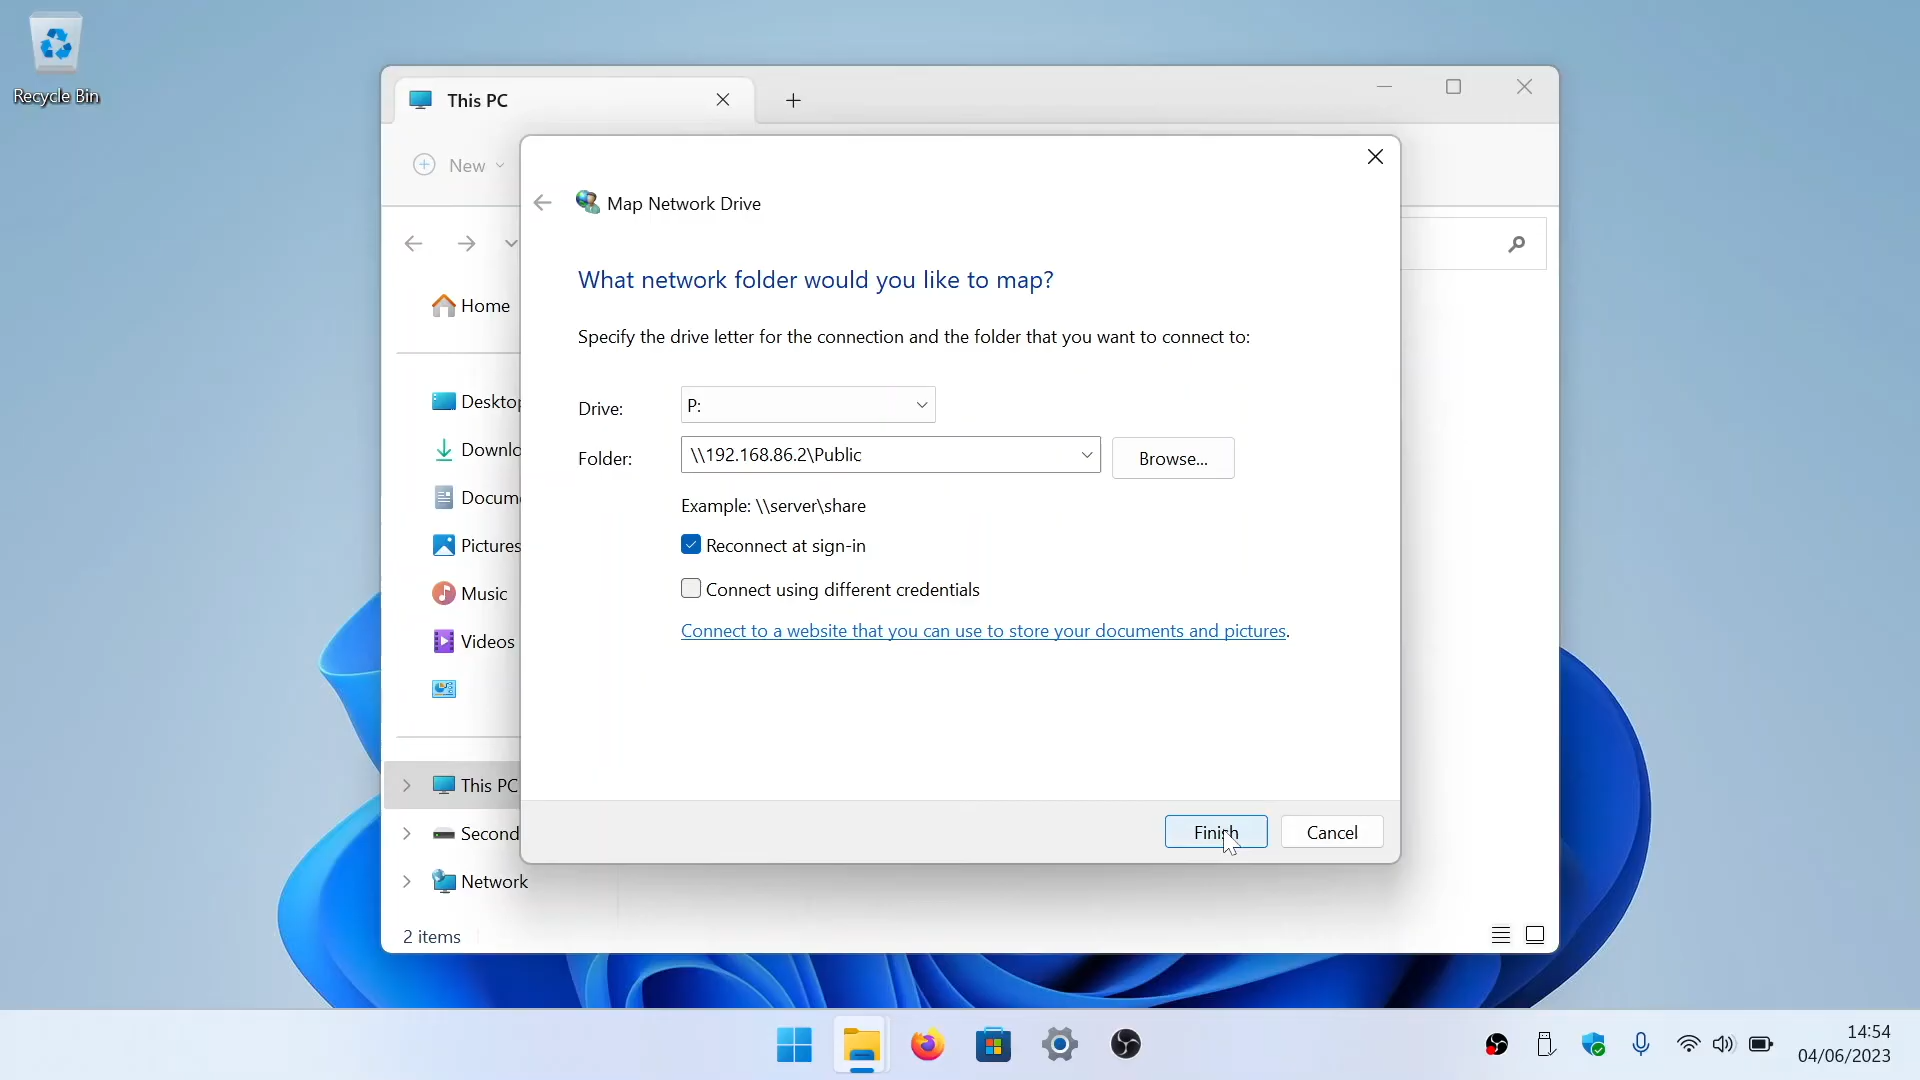 Recycle Bin
This PC
New
Map Network Drive
What network folder would you like to map?
Specify the drive letter for the connection and the folder that you want to connect to:
Drive:
P:
Folder:
\\192.168.86.2\Public
Browse...
Example: \\server\share
Reconnect at sign-in
Connect using different credentials
Connect to a website that you can use to store your documents and pictures.
Finish
Cancel
Home
Desktop
Downlo
Docume
Pictures
Music
Videos
This PC
Second
Network
2 items
14:54
04/06/2023